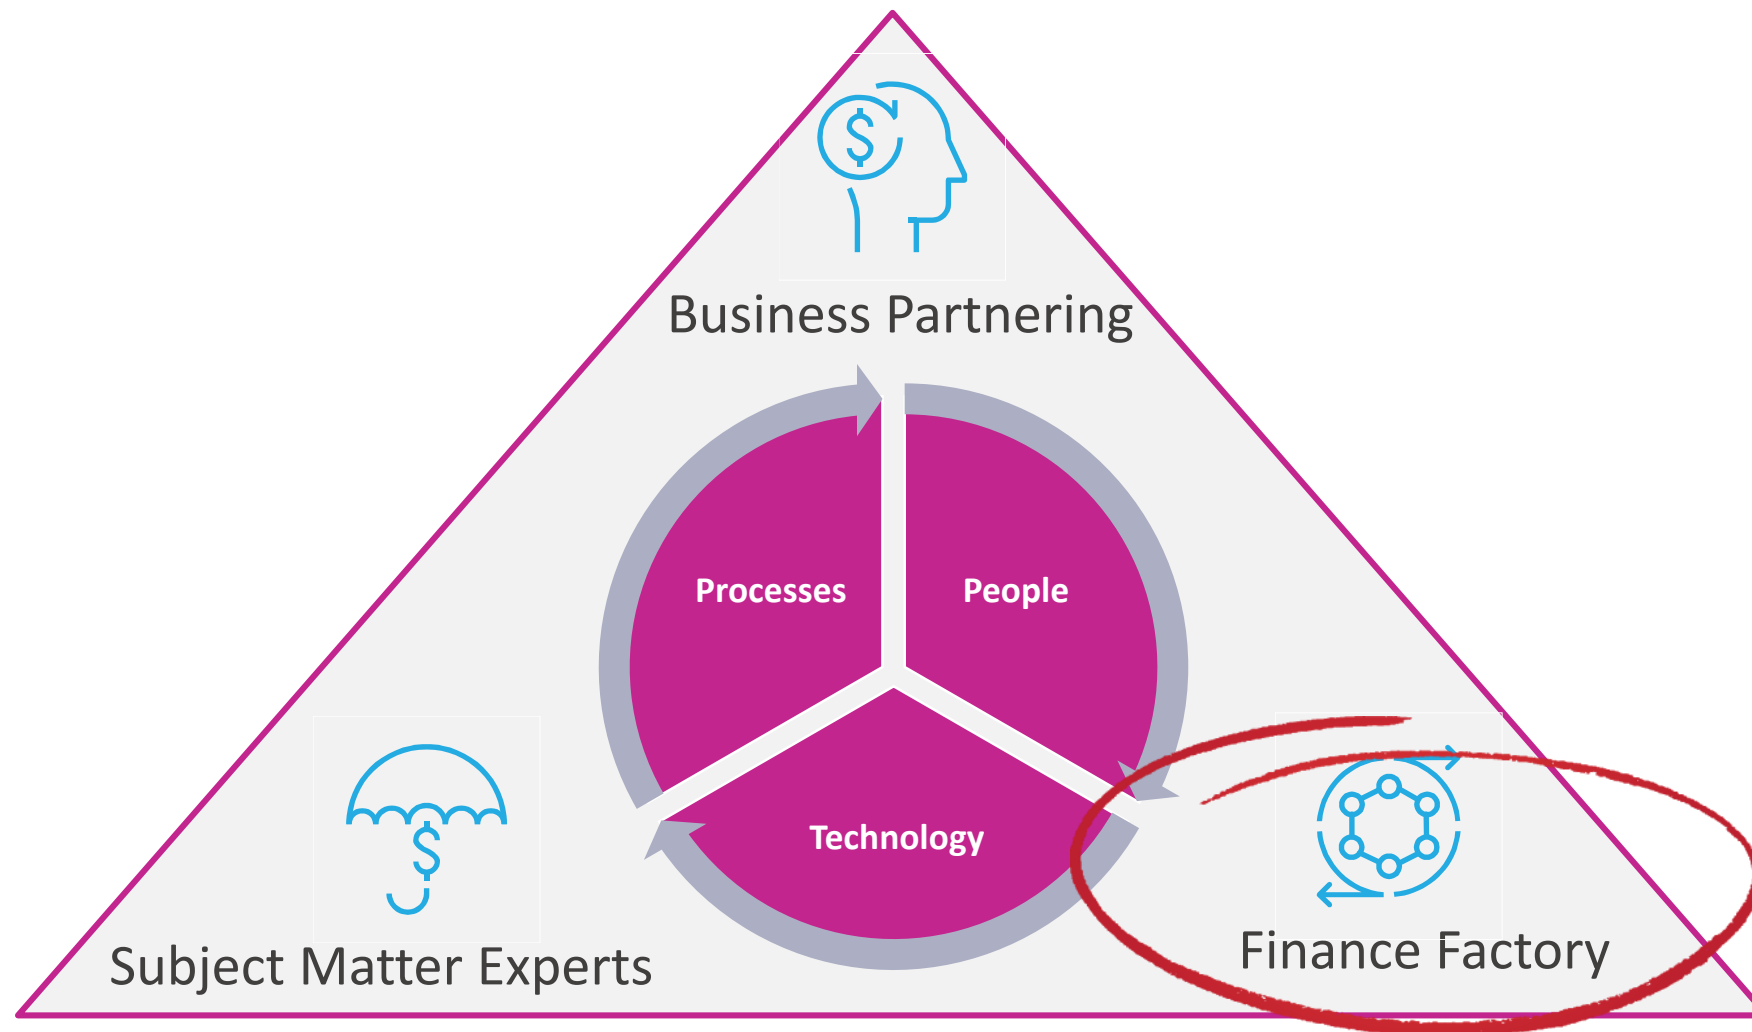 $
Business Partnering
Processes
People
Technology
$
Subject Matter Experts
Finance Factory